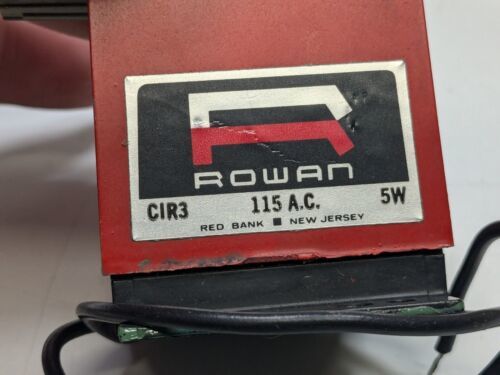 ROWAN
CIR3 115 A.C. 5W
RED BANK ■ NEW JERSEY